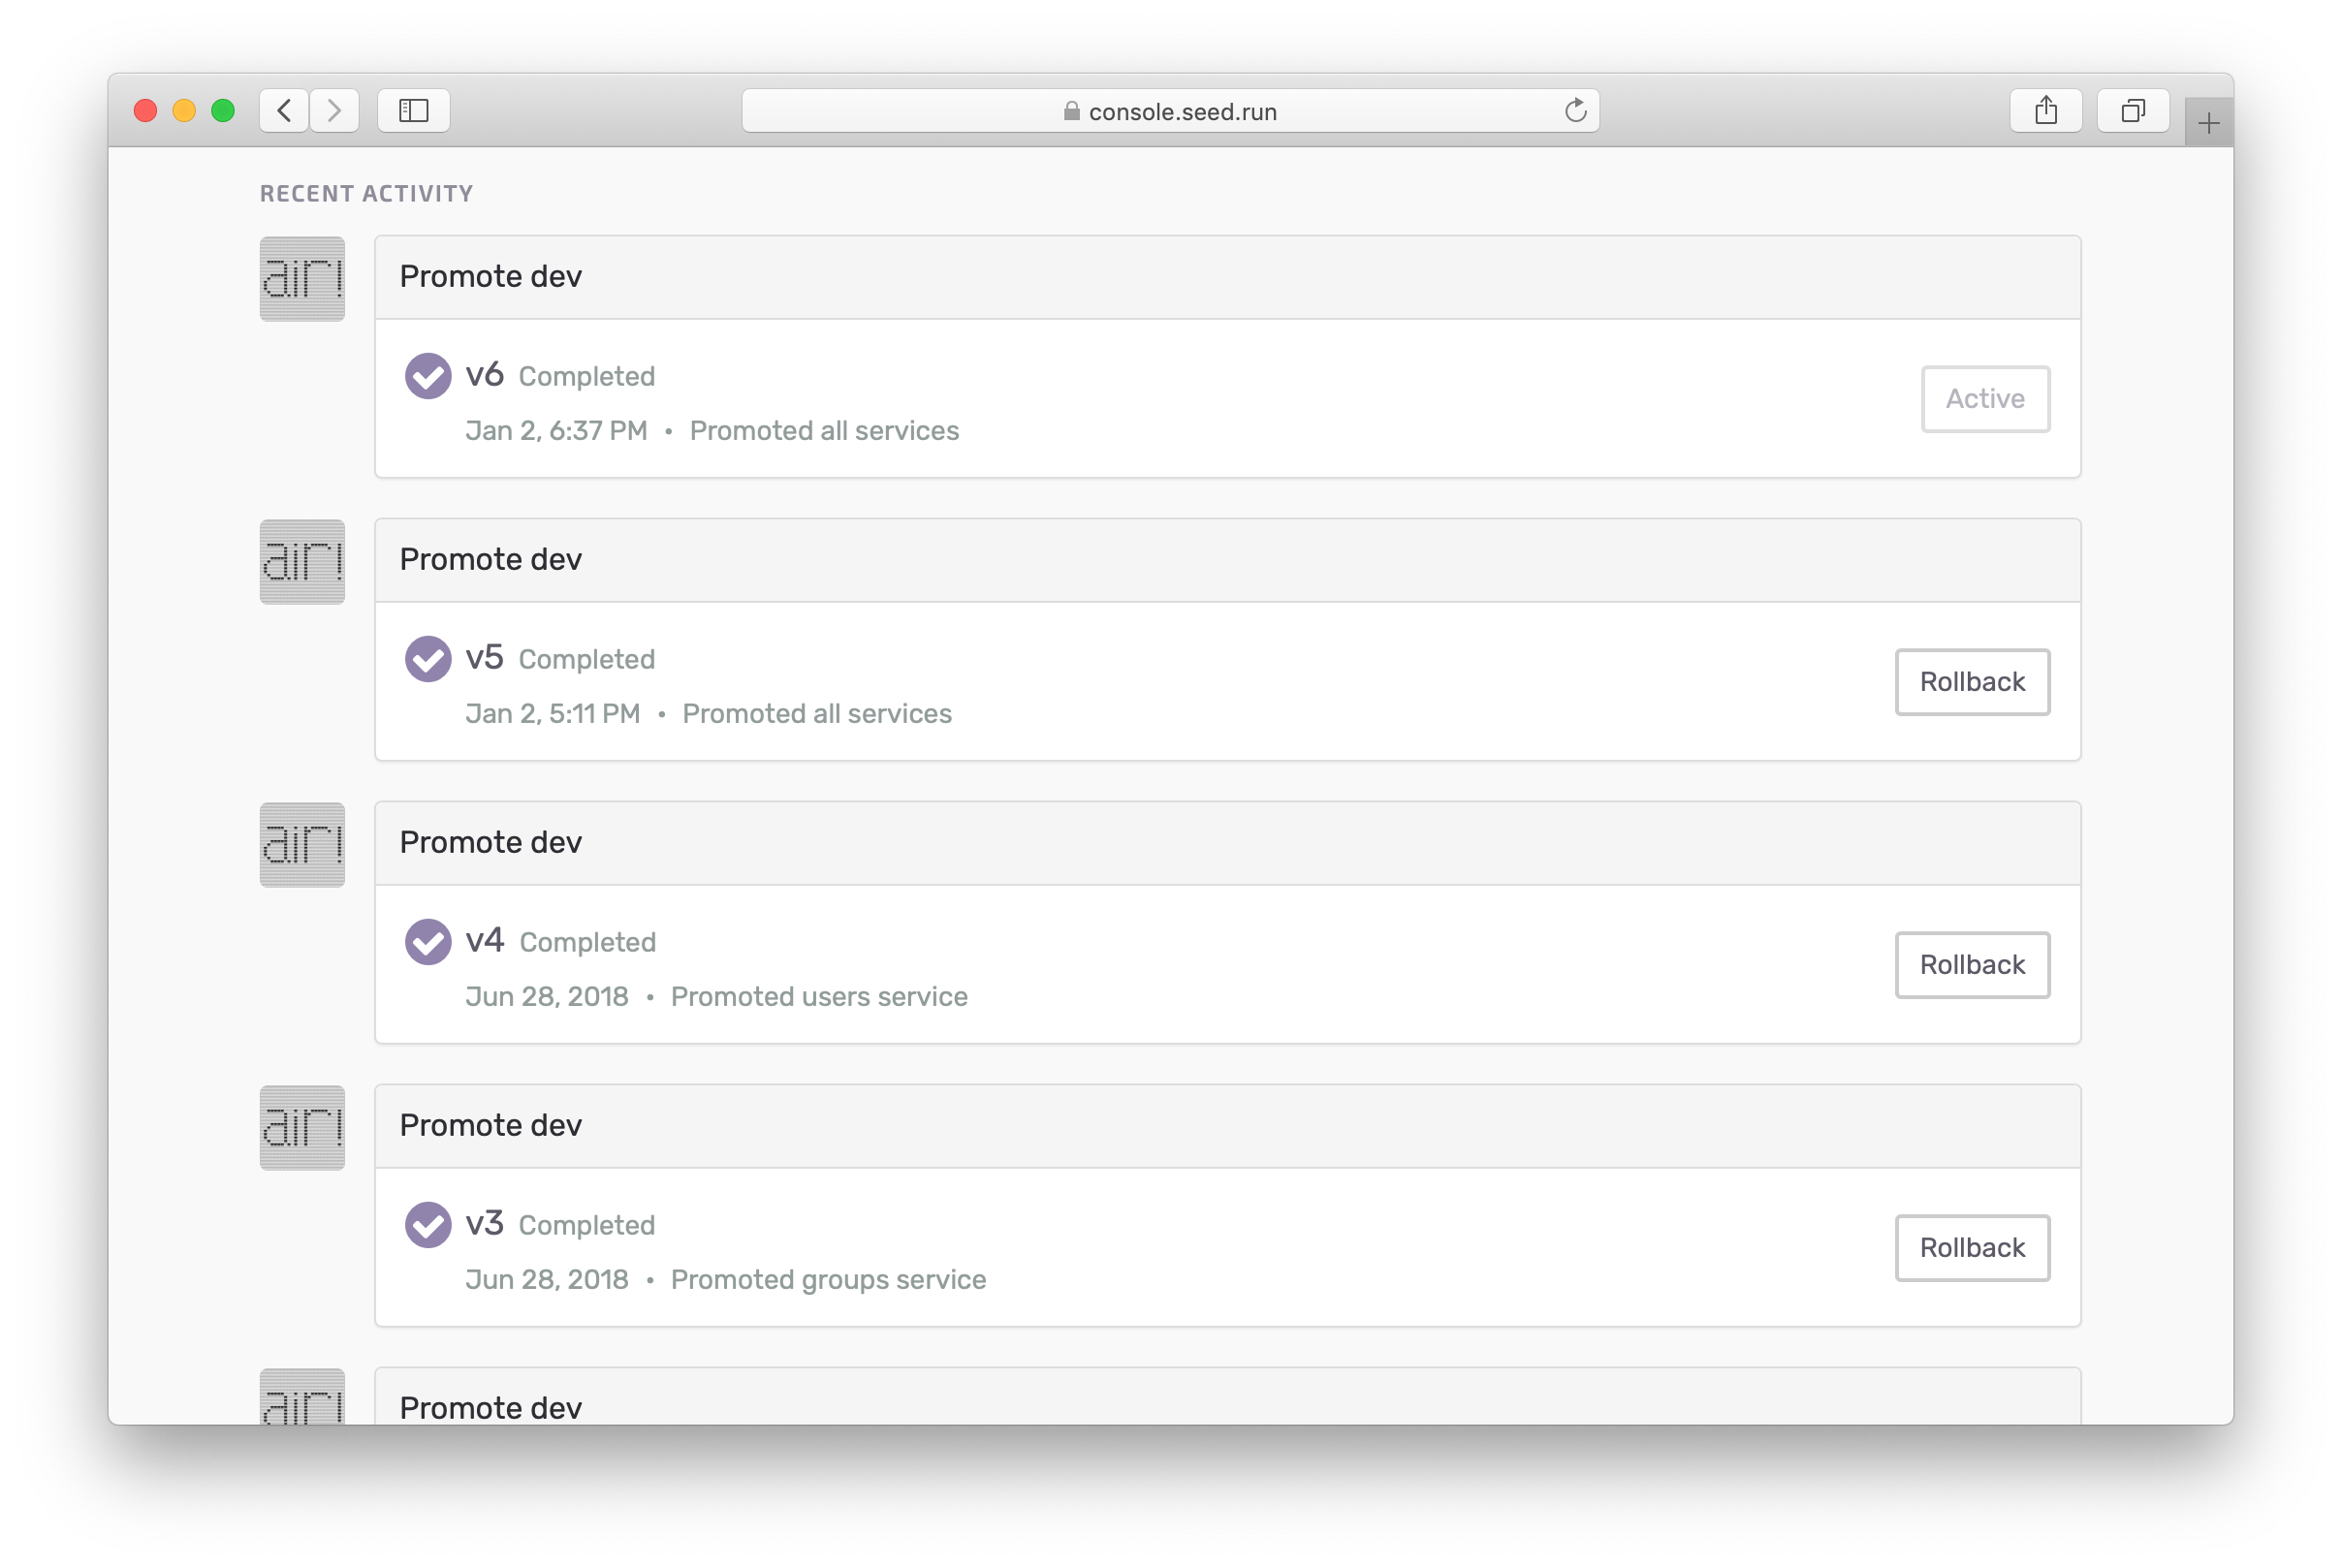 console.seed.run
RECENT ACTIVITY
air!
Promote dev
v6 Completed
Jan 2, 6:37 PM • Promoted all services
Active
air!
Promote dev
v5 Completed
Jan 2, 5:11 PM • Promoted all services
Rollback
air!
Promote dev
v4 Completed
Jun 28, 2018 • Promoted users service
Rollback
air!
Promote dev
v3 Completed
Jun 28, 2018 • Promoted groups service
Rollback
air!
Promote dev